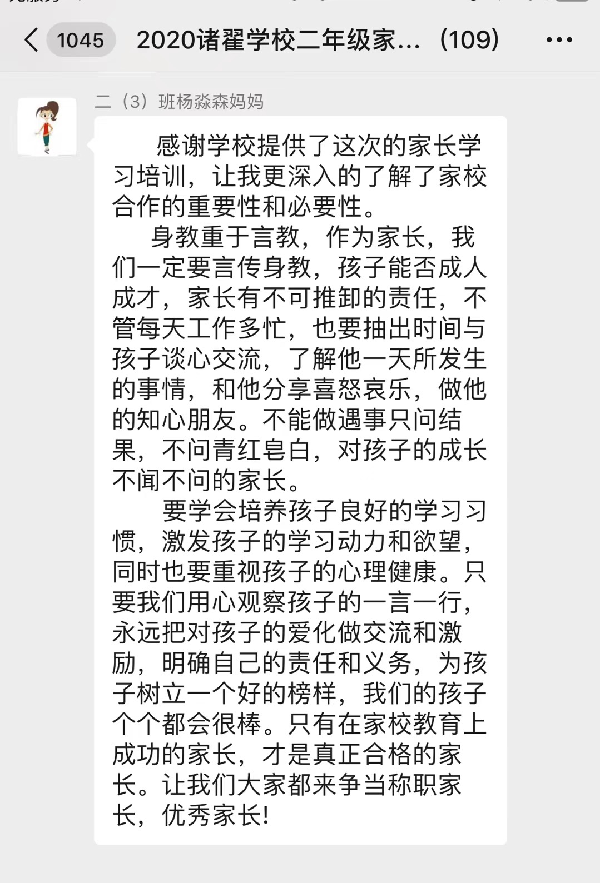 1045 2020诸翟学校二年级家...（109）
二（3）班杨淼森妈妈
感谢学校提供了这次的家长学
习培训，让我更深入的了解了家校
合作的重要性和必要性。
身教重于言教，作为家长，我
们一定要言传身教，孩子能否成人
成才，家长有不可推卸的责任，不
管每天工作多忙，也要抽出时间与
孩子谈心交流，了解他一天所发生
的事情，和他分享喜怒哀乐，做他
的知心朋友。不能做遇事只问结
果，不问青红皂白，对孩子的成长
不闻不问的家长。
要学会培养孩子良好的学习习
惯，激发孩子的学习动力和欲望，
同时也要重视孩子的心理健康。只
要我们用心观察孩子的一言一行，
永远把对孩子的爱化做交流和激
励，明确自己的责任和义务，为孩
子树立一个好的榜样，我们的孩子
个个都会很棒。只有在家校教育上
成功的家长，才是真正合格的家
长。让我们大家都来争当称职家
长，优秀家长!